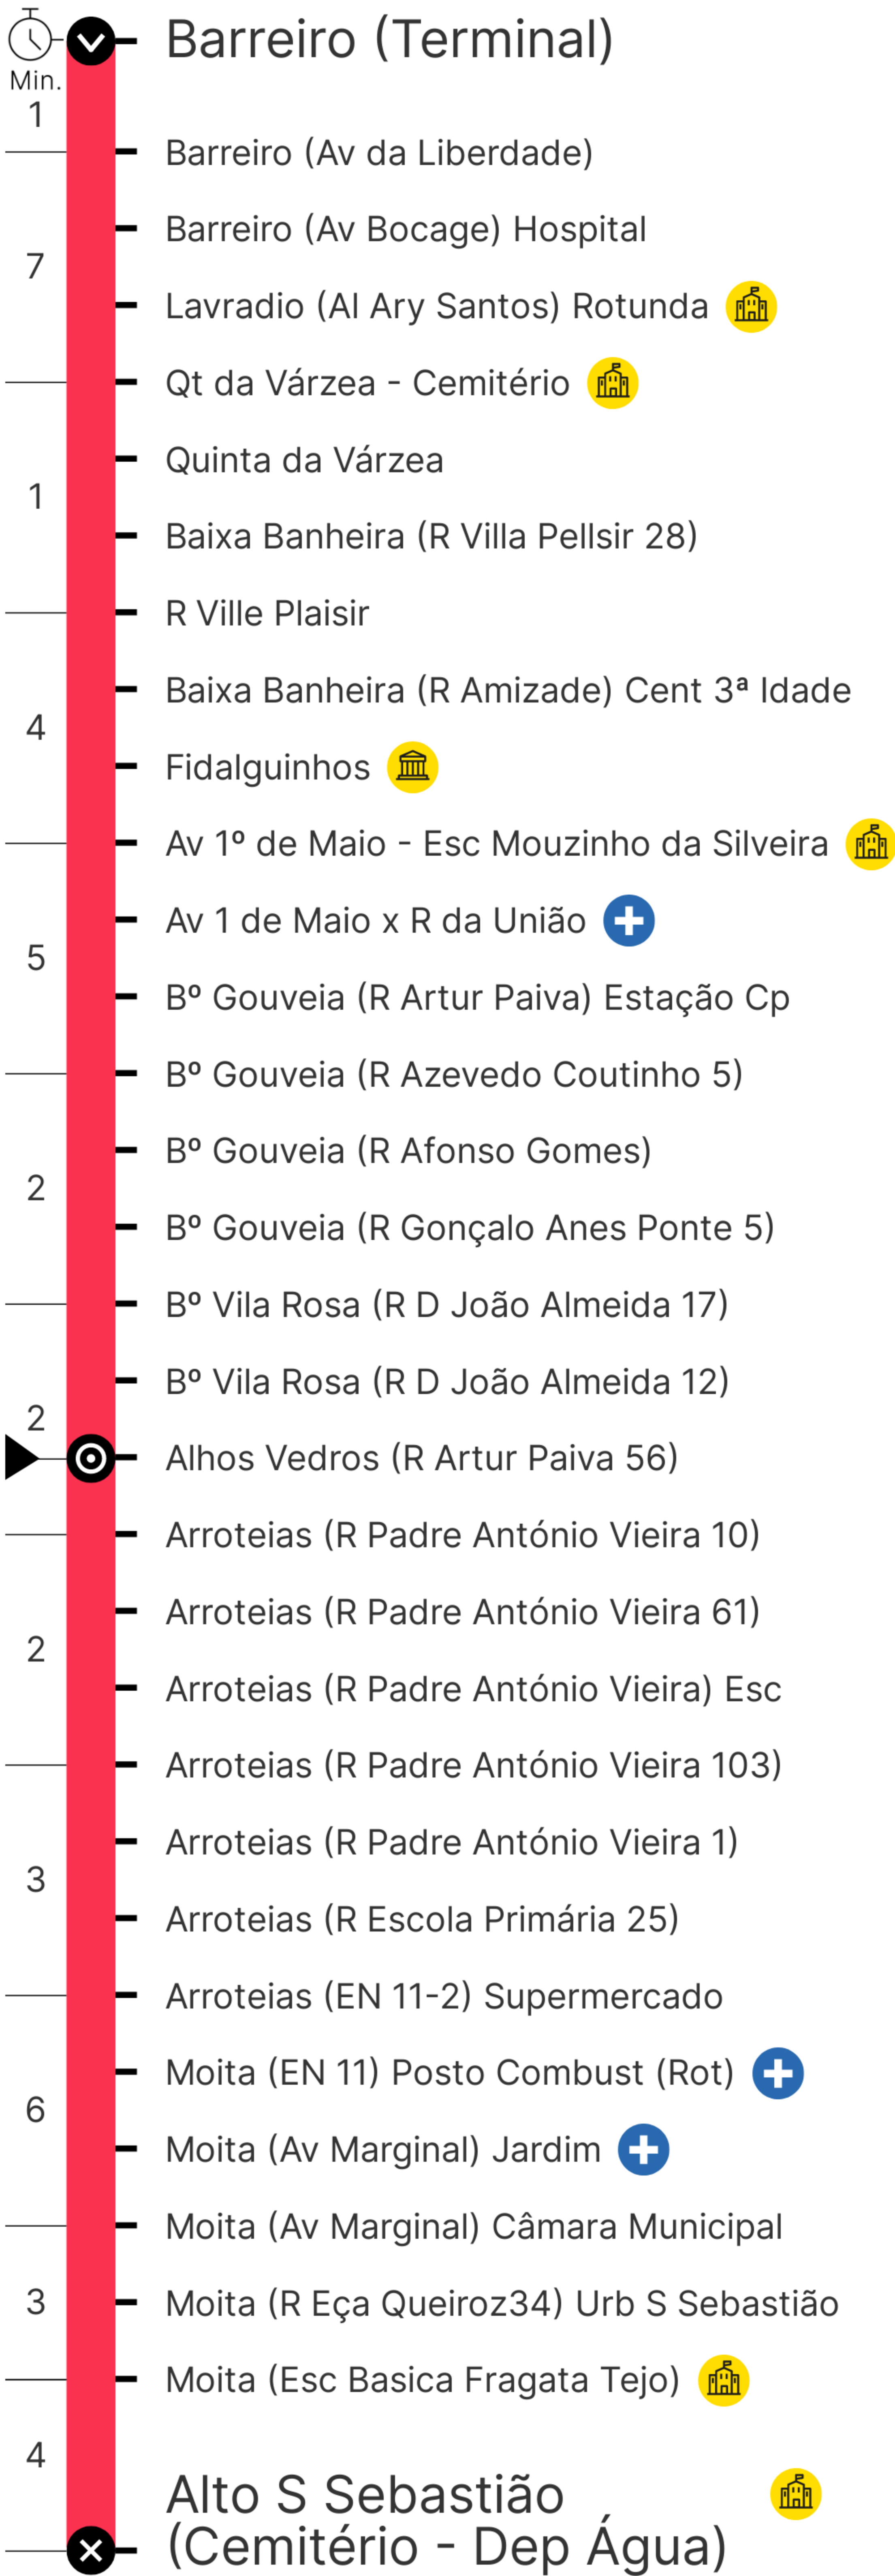 Barreiro (Terminal)
Min.
1
Barreiro (Av da Liberdade)
Barreiro (Av Bocage) Hospital
7
Lavradio (Al Ary Santos) Rotunda
Qt da Várzea - Cemitério
Quinta da Várzea
1
Baixa Banheira (R Villa Pellsir 28)
R Ville Plaisir
Baixa Banheira (R Amizade) Cent 3ª Idade
4
Fidalguinhos
Av 1º de Maio - Esc Mouzinho da Silveira
Av 1 de Maio x R da União
5
Bº Gouveia (R Artur Paiva) Estação Cp
Bº Gouveia (R Azevedo Coutinho 5)
Bº Gouveia (R Afonso Gomes)
2
Bº Gouveia (R Gonçalo Anes Ponte 5)
Bº Vila Rosa (R D João Almeida 17)
Bº Vila Rosa (R D João Almeida 12)
2
Alhos Vedros (R Artur Paiva 56)
Arroteias (R Padre António Vieira 10)
Arroteias (R Padre António Vieira 61)
2
Arroteias (R Padre António Vieira) Esc
Arroteias (R Padre António Vieira 103)
Arroteias (R Padre António Vieira 1)
3
Arroteias (R Escola Primária 25)
Arroteias (EN 11-2) Supermercado
Moita (EN 11) Posto Combust (Rot)
6
Moita (Av Marginal) Jardim
Moita (Av Marginal) Câmara Municipal
3
Moita (R Eça Queiroz34) Urb S Sebastião
Moita (Esc Basica Fragata Tejo)
4
Alto S Sebastião
(Cemitério - Dep Água)